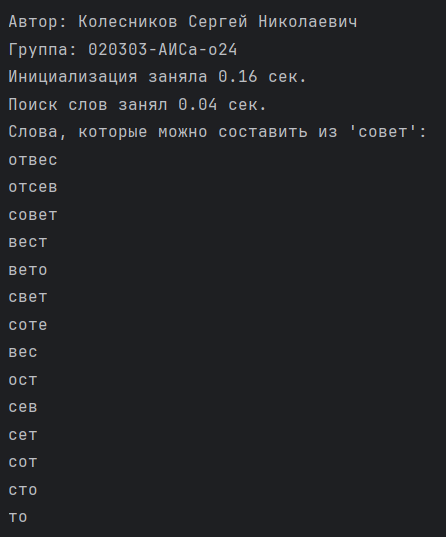 Автор: Колесников Сергей Николаевич
Группа: 020303-АИСа-о24
Инициализация заняла 0.16 сек.
Поиск слов занял 0.04 сек.
Слова, которые можно составить из 'совет':
отвес
отсев
совет
вест
вето
свет
соте
вес
ост
сев
сет
сот
сто
то